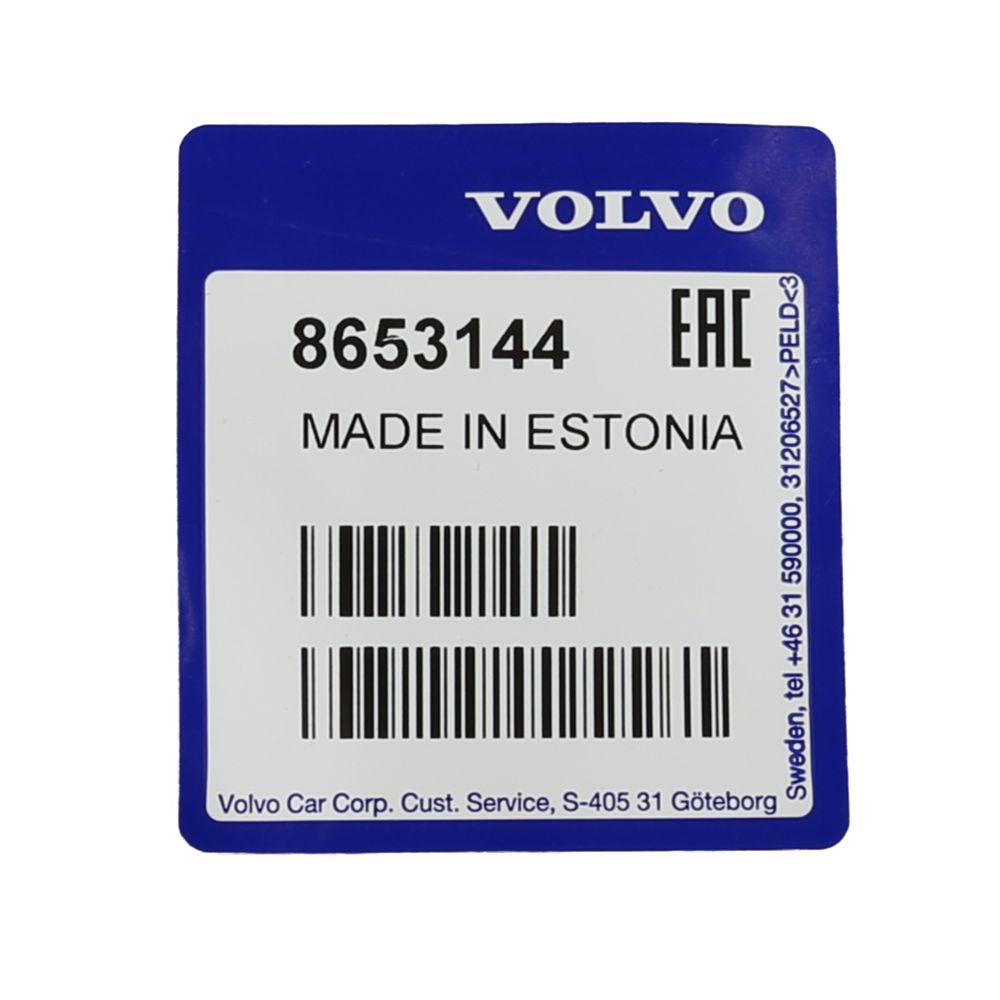 VOLVO
8653144
EAC
MADE IN ESTONIA
Volvo Car Corp. Cust. Service, S-405 31 Göteborg
Sweden, tel +46 31 590000, 31206527>PELD<3